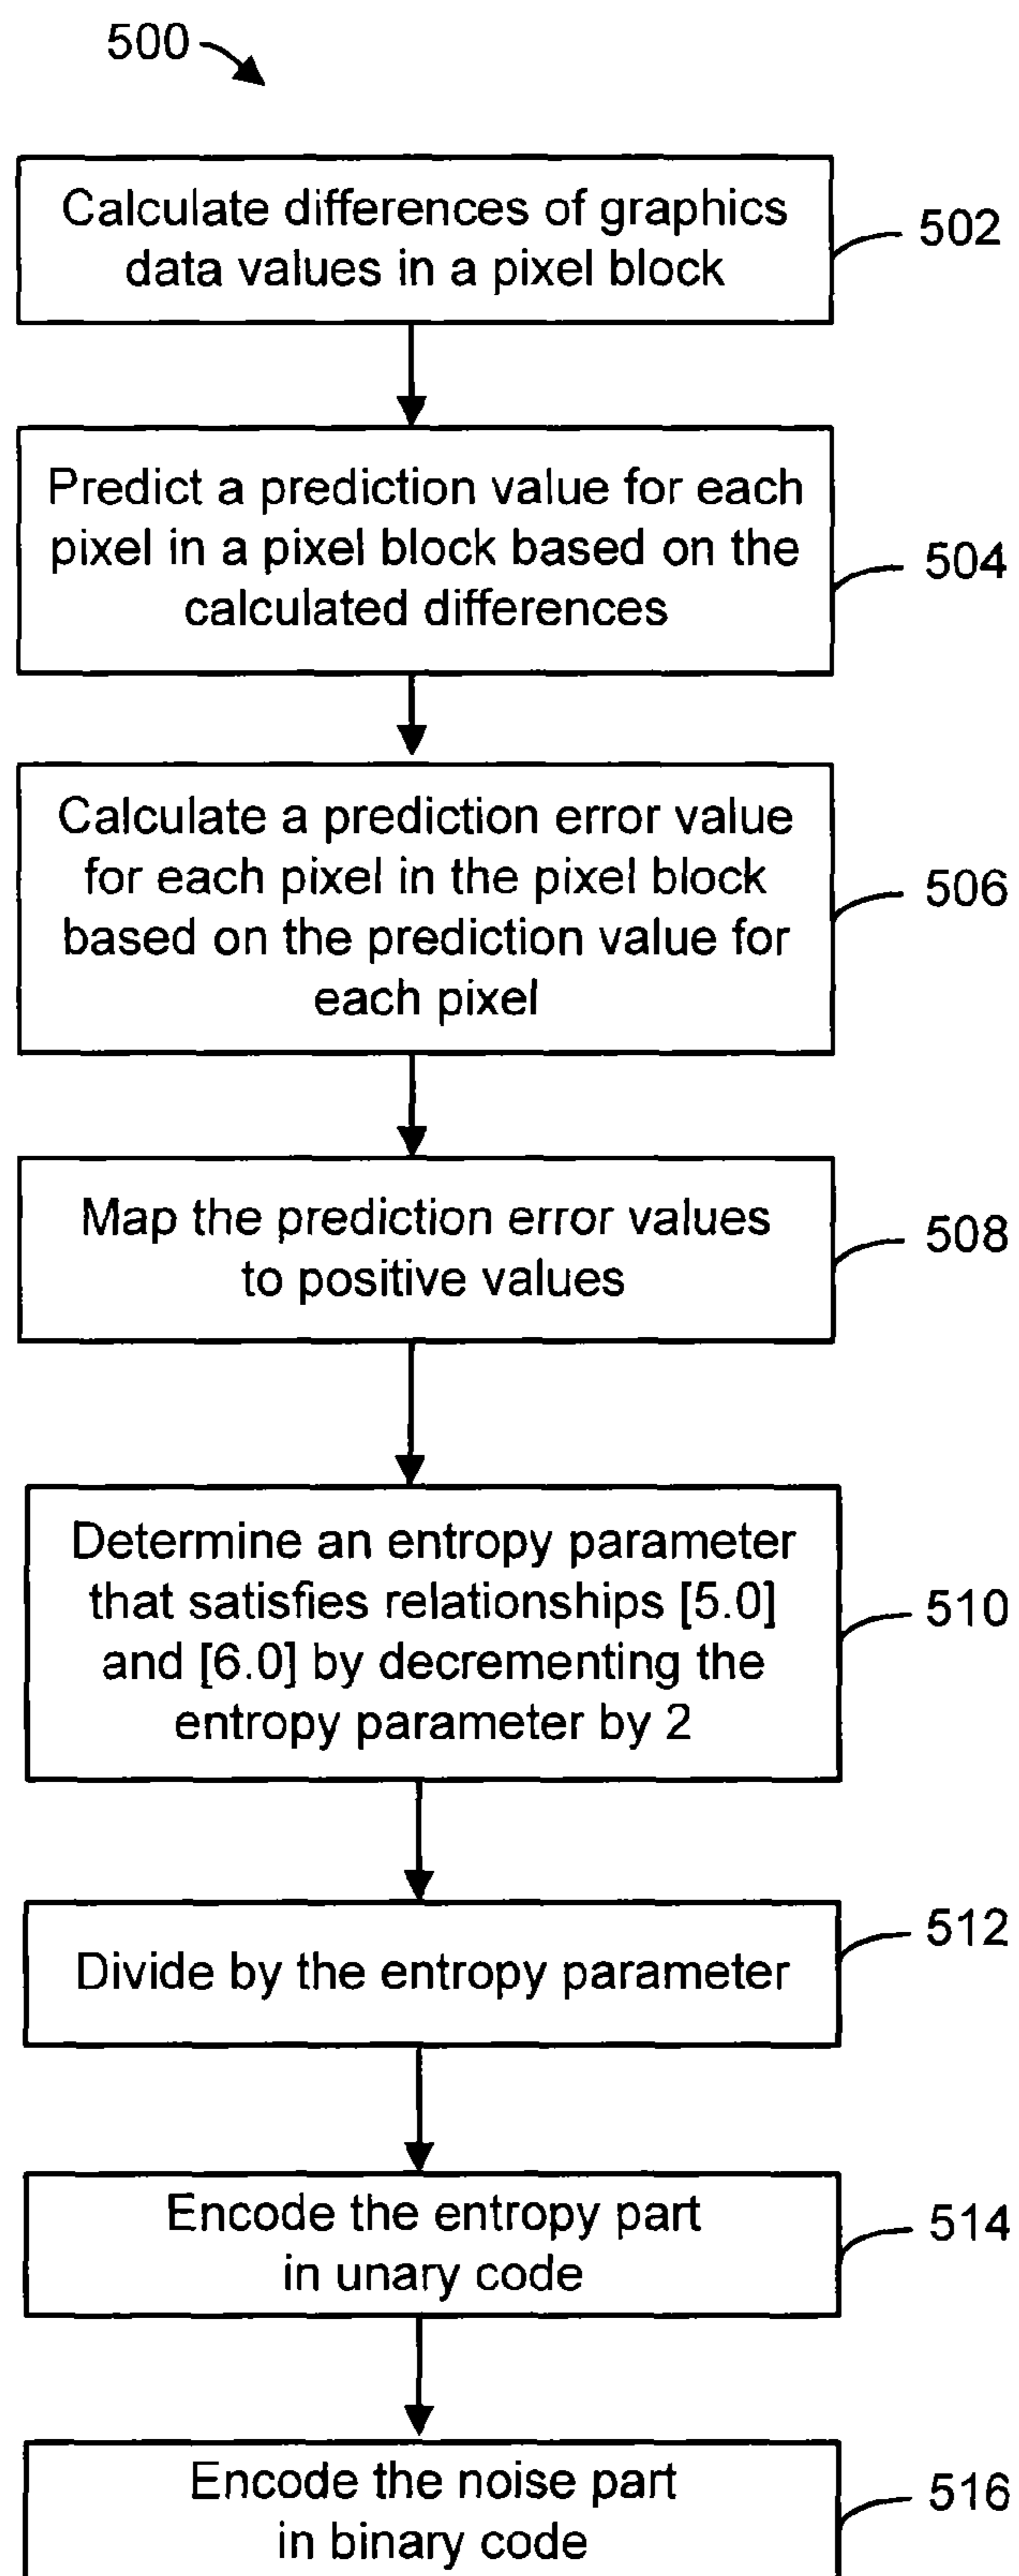 500
Calculate differences of graphics
data values in a pixel block
502
Predict a prediction value for each
pixel in a pixel block based on the
calculated differences
504
Calculate a prediction error value
for each pixel in the pixel block
based on the prediction value for
each pixel
506
Map the prediction error values
to positive values
508
Determine an entropy parameter
that satisfies relationships [5.0]
and [6.0] by decrementing the
entropy parameter by 2
510
Divide by the entropy parameter
512
Encode the entropy part
in unary code
514
Encode the noise part
in binary code
516